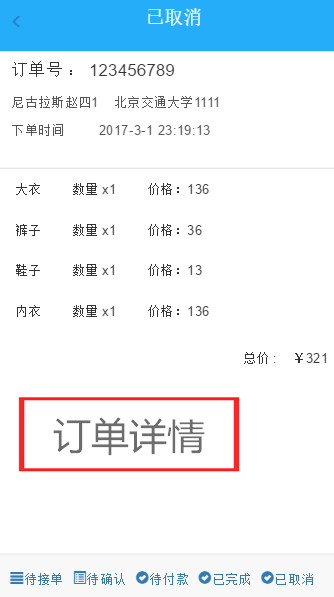 已取消
订单号： 123456789
尼古拉斯赵四1 北京交通大学1111
下单时间 2017-3-1 23:19:13
大衣 数量 x1 价格：136
裤子 数量 x1 价格：36
鞋子 数量 x1 价格：13
内衣 数量 x1 价格：136
总价： ￥321
订单详情
待接单 待确认 待付款 已完成 已取消